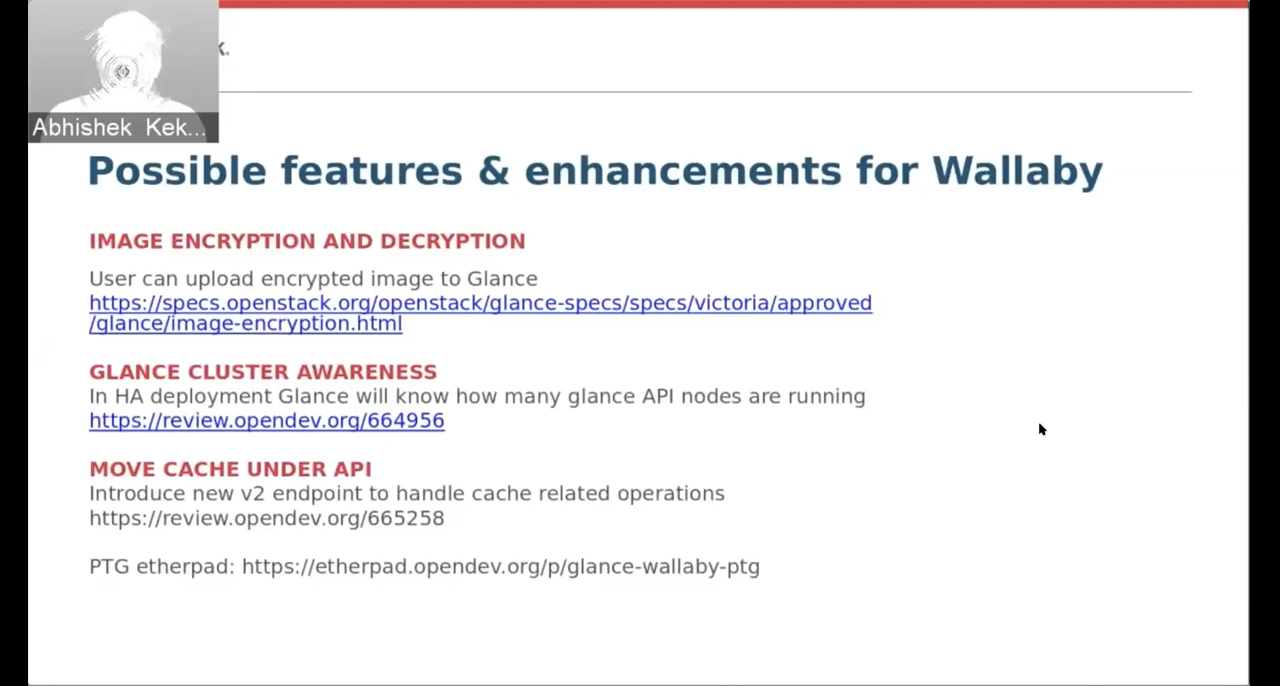 k.
Abhishek Kek...
Possible features & enhancements for Wallaby
IMAGE ENCRYPTION AND DECRYPTION
User can upload encrypted image to Glance
https://specs.openstack.org/openstack/glance-specs/specs/victoria/approved
/glance/image-encryption.html
GLANCE CLUSTER AWARENESS
In HA deployment Glance will know how many glance API nodes are running
https://review.opendev.org/664956
MOVE CACHE UNDER API
Introduce new v2 endpoint to handle cache related operations
https://review.opendev.org/665258
PTG etherpad: https://etherpad.opendev.org/p/glance-wallaby-ptg